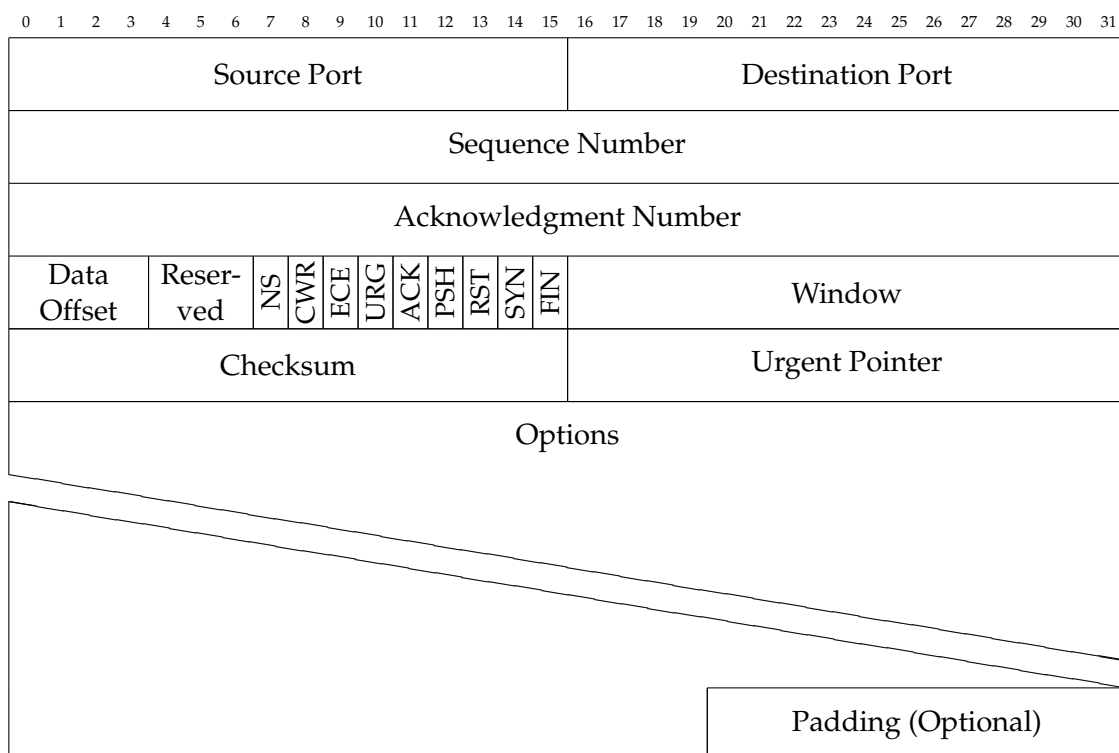 0 1 2 3 4 5 6 7 8 9 10 11 12 13 14 15 16 17 18 19 20 21 22 23 24 25 26 27 28 29 30 31
Source Port Destination Port
Sequence Number
Acknowledgment Number
Data Offset Reser-ved NS CWR ECE URG ACK PSH RST SYN FIN Window
Checksum Urgent Pointer
Options
Padding (Optional)